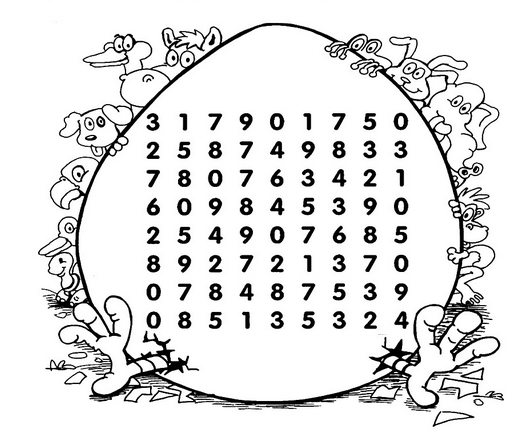 3 1 7 9 0 1 7 5 0
2 5 8 7 4 9 8 3 3
7 8 0 7 6 3 4 2 1
6 0 9 8 4 5 3 9 0
2 5 4 9 0 7 6 8 5
8 9 2 7 2 1 3 7 0
0 7 8 4 8 7 5 3 9
0 8 5 1 3 5 3 2 4